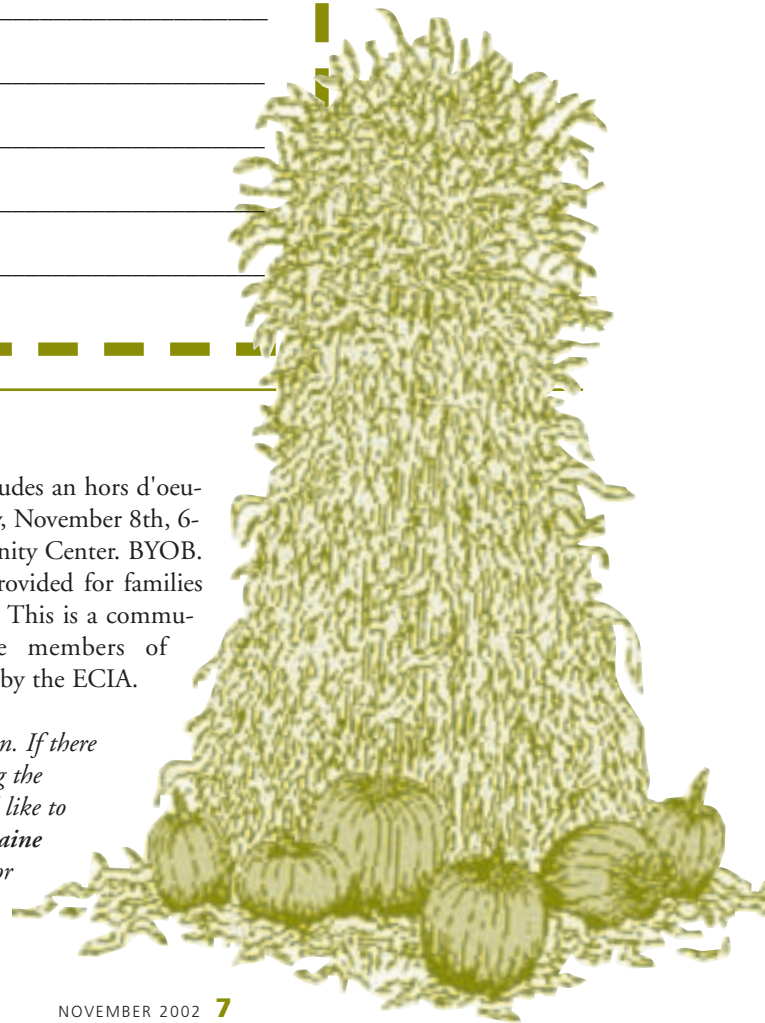 udes an hors d'oeu-
, November 8th, 6-
nity Center. BYOB.
rovided for families
This is a commu-
e members of
by the ECIA.
n. If there
g the
like to
aine
or
NOVEMBER 2002 7